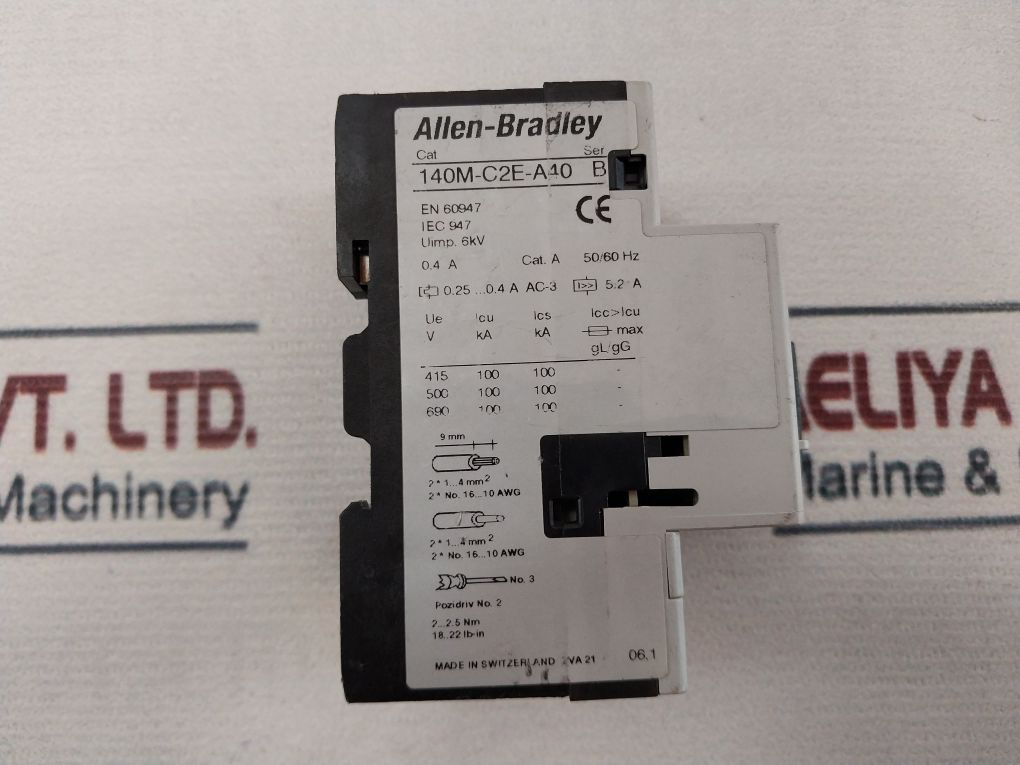 Allen-Bradley
Cat Ser
140M-C2E-A40 B
EN 60947
IEC 947
Uimp. 6kV
CE
0.4 A Cat. A 50/60 Hz
0.25 ...0.4 A AC-3 I>> 5.2 A
Ue Icu Ics Icc>Icu
V kA kA max
gL/gG
415 100 100 -
500 100 100 -
690 100 100 -
9 mm
2 * 1...4 mm2
2 * No. 16...10 AWG
2 * 1...4 mm2
2 * No. 16...10 AWG
No. 3
Pozidriv No. 2
2...2.5 Nm
18..22 lb-in
MADE IN SWITZERLAND VA 21 06.1
VT. LTD.
Machinery
AELIYA
Marine &